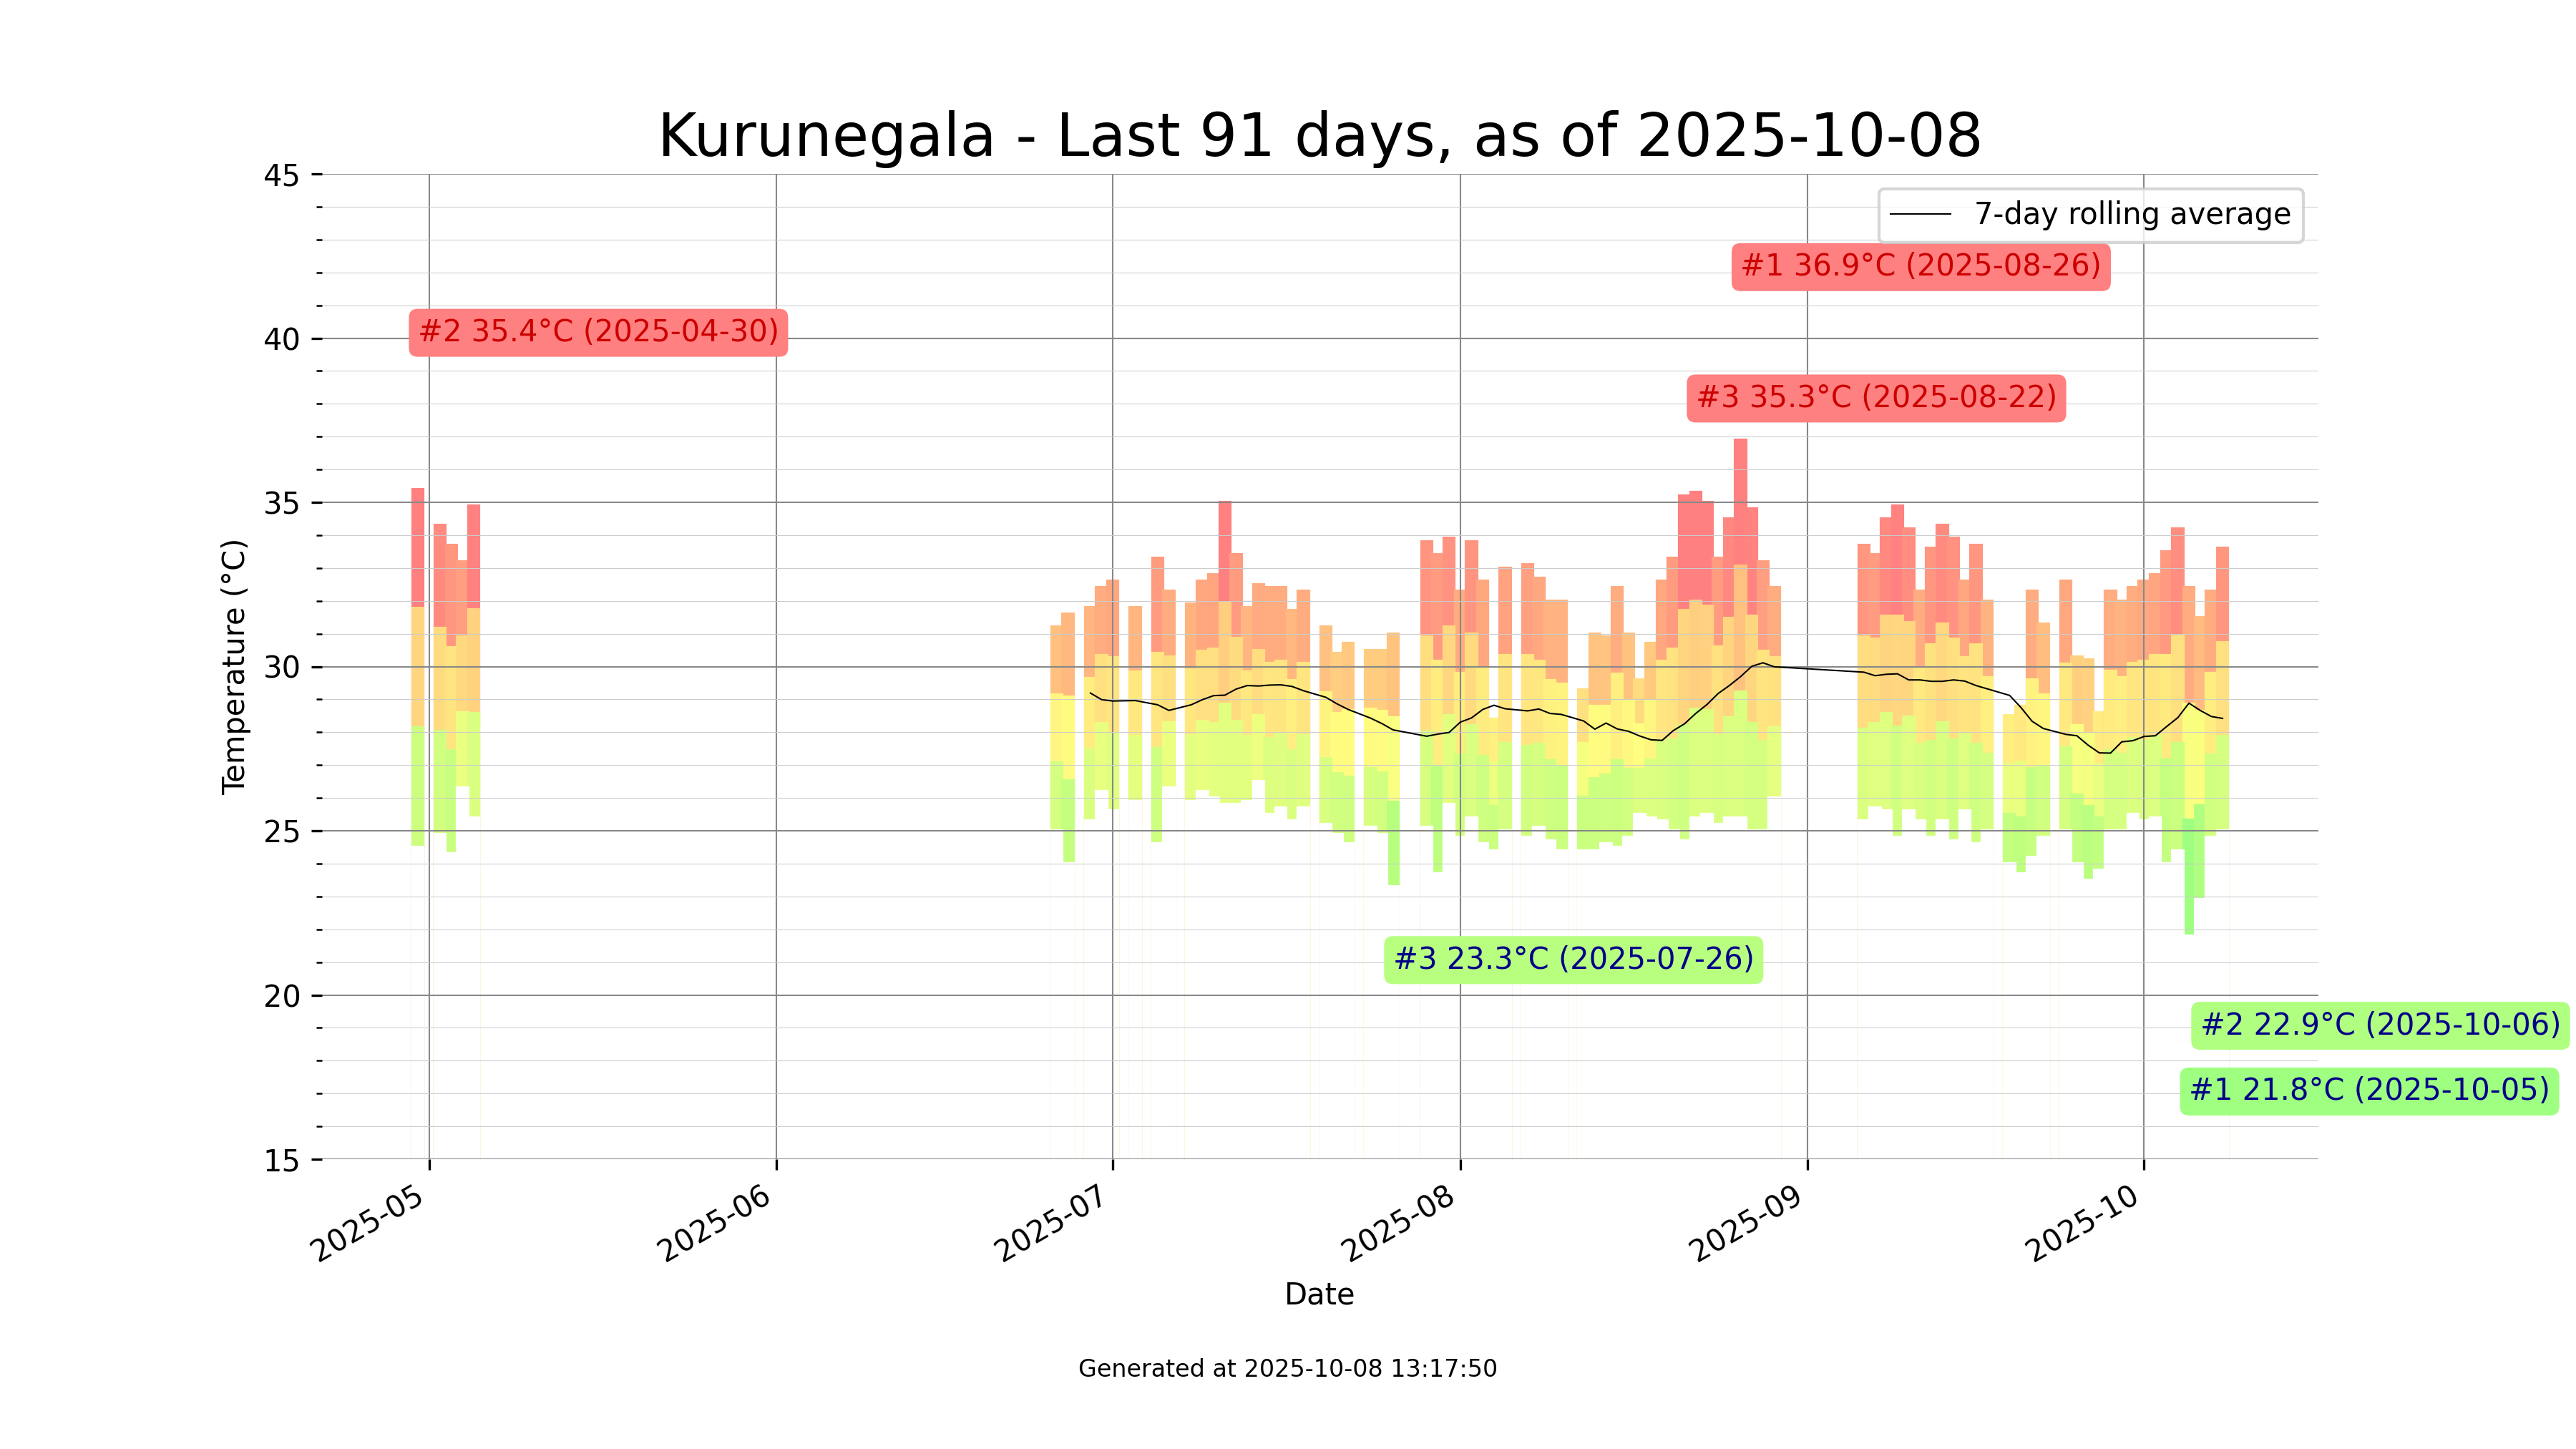 Kurunegala - Last 91 days, as of 2025-10-08
45
7-day rolling average
#1 36.9°C (2025-08-26)
#2 35.4°C (2025-04-30)
40
#3 35.3°C (2025-08-22)
35
30
Temperature (°C)
25
#3 23.3°C (2025-07-26)
20
#2 22.9°C (2025-10-06)
#1 21.8°C (2025-10-05)
15
2025-05
2025-06
2025-07
2025-08
2025-09
2025-10
Date
Generated at 2025-10-08 13:17:50